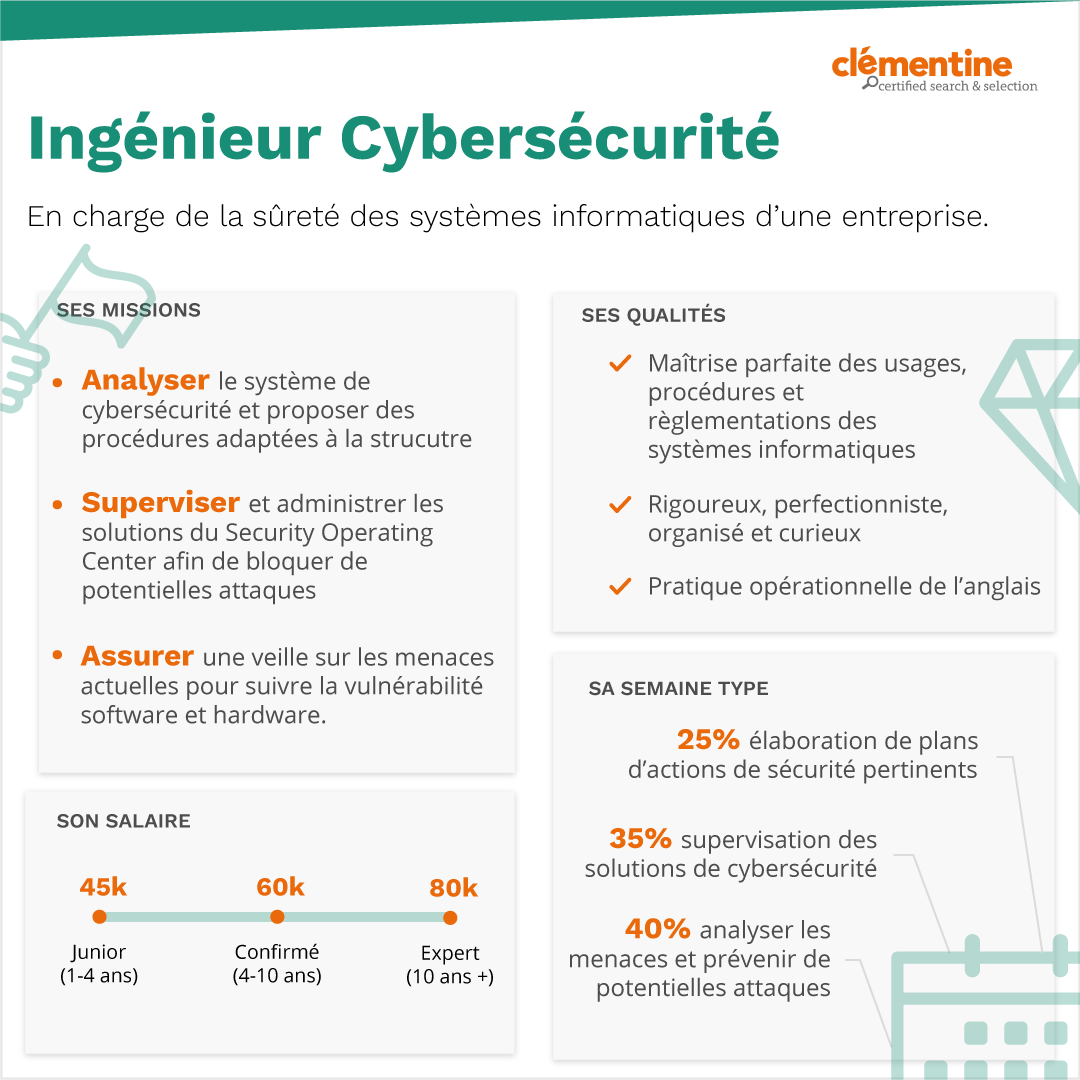 clémentine
certified search & selection
Ingénieur Cybersécurité
En charge de la sûreté des systèmes informatiques d’une entreprise.
SES MISSIONS
• Analyser le système de
cybersécurité et proposer des
procédures adaptées à la strucutre
• Superviser et administrer les
solutions du Security Operating
Center afin de bloquer de
potentielles attaques
• Assurer une veille sur les menaces
actuelles pour suivre la vulnérabilité
software et hardware.
SON SALAIRE
45k 60k 80k
Junior Confirmé Expert
(1-4 ans) (4-10 ans) (10 ans +)
SES QUALITÉS
Maîtrise parfaite des usages,
procédures et
règlementations des
systèmes informatiques
Rigoureux, perfectionniste,
organisé et curieux
Pratique opérationnelle de l’anglais
SA SEMAINE TYPE
25% élaboration de plans
d’actions de sécurité pertinents
35% supervisation des
solutions de cybersécurité
40% analyser les
menaces et prévenir de
potentielles attaques